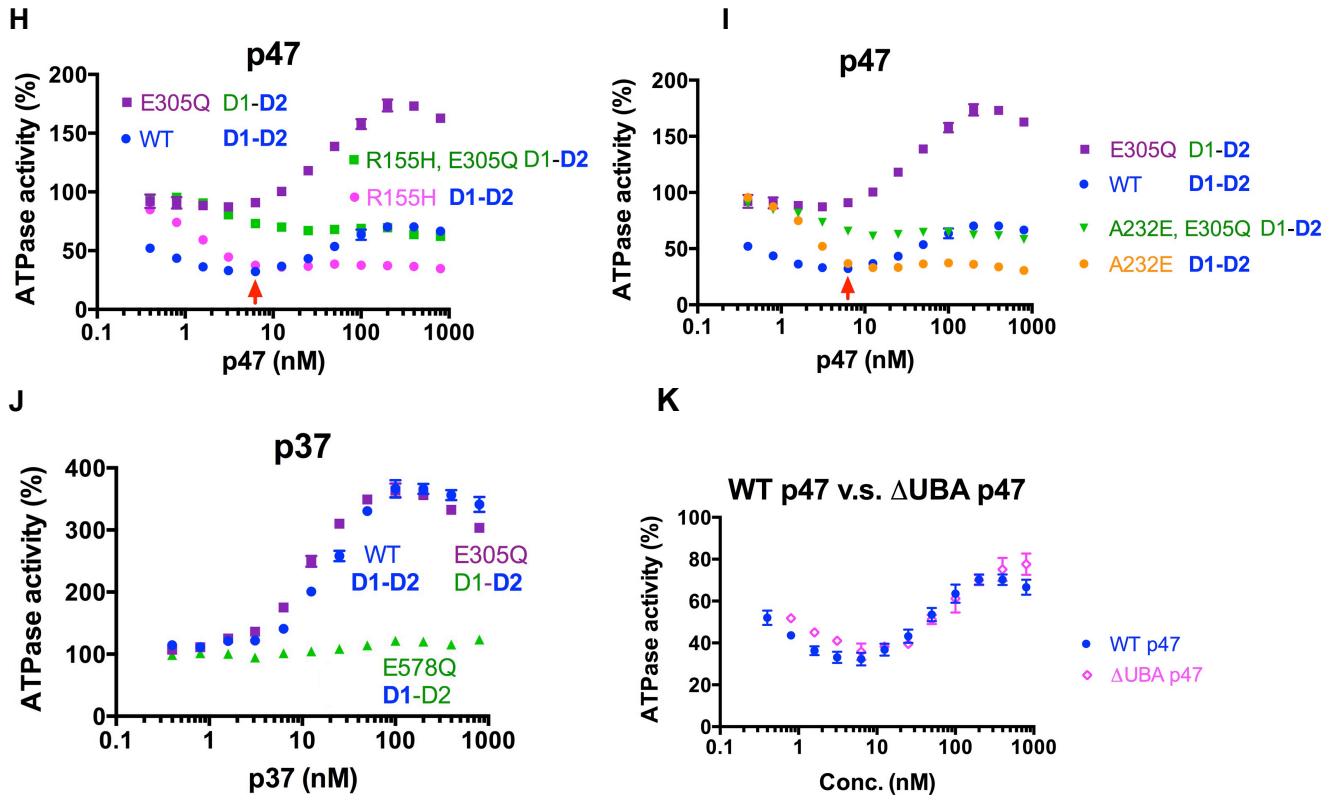 H
p47
ATPase activity (%)
200
150
100
50
0
0.1
1
10
100
1000
p47 (nM)
E305Q D1-D2
WT D1-D2
R155H, E305Q D1-D2
R155H D1-D2
I
p47
ATPase activity (%)
200
150
100
50
0
0.1
1
10
100
1000
p47 (nM)
E305Q D1-D2
WT D1-D2
A232E, E305Q D1-D2
A232E D1-D2
J
p37
ATPase activity (%)
400
300
200
100
0
0.1
1
10
100
1000
p37 (nM)
WT
D1-D2
E305Q
D1-D2
E578Q
D1-D2
K
WT p47 v.s. ΔUBA p47
ATPase activity (%)
100
80
60
40
20
0
0.1
1
10
100
1000
Conc. (nM)
WT p47
ΔUBA p47